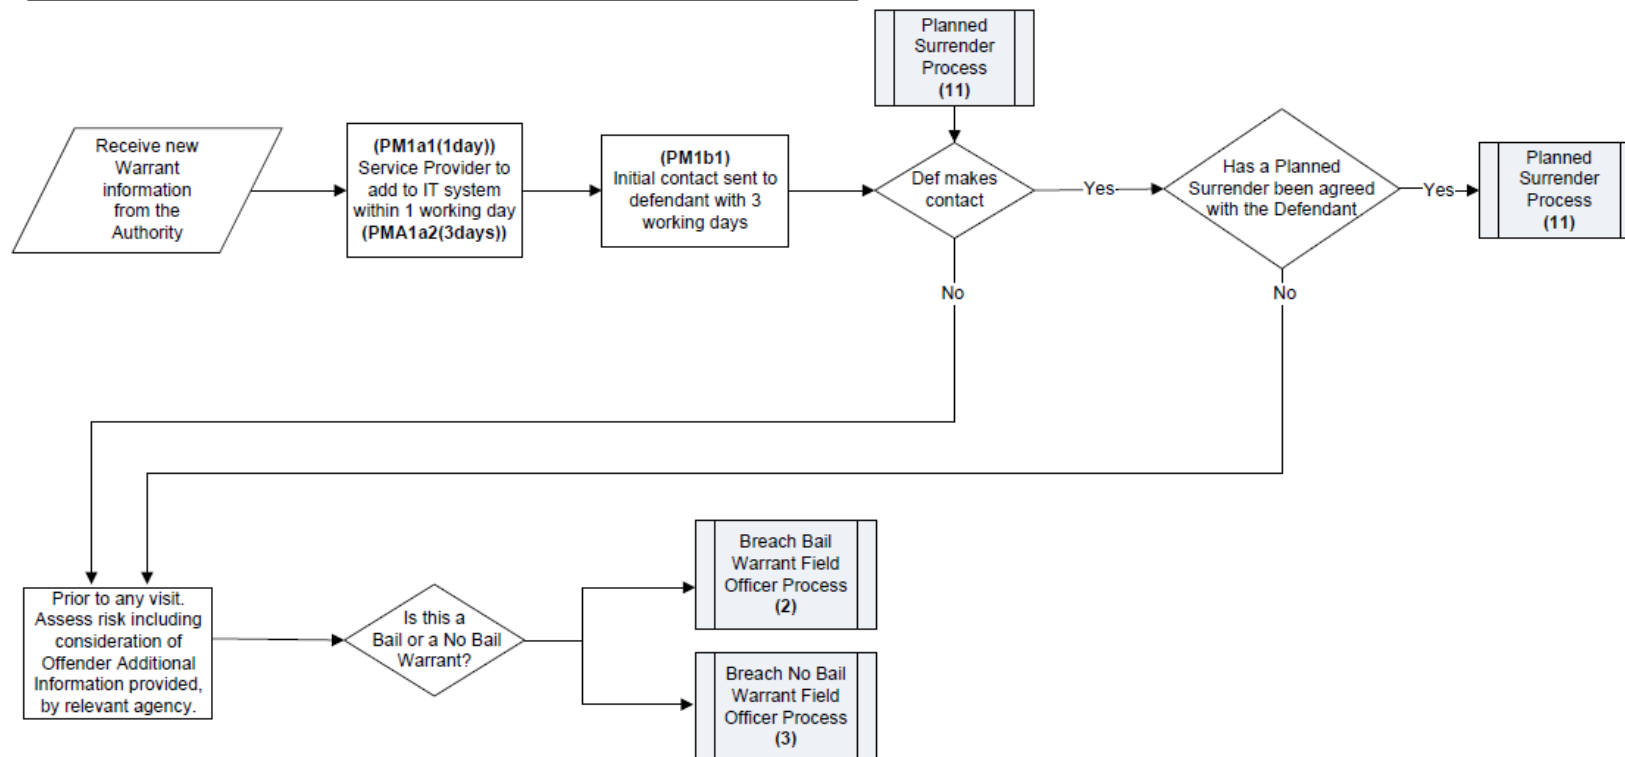 Planned
Surrender
Process
(11)
Receive new
Warrant
information
from the
Authority
(PM1a1(1day))
Service Provider to
add to IT system
within 1 working day
(PMA1a2(3days))
(PM1b1)
Initial contact sent to
defendant with 3
working days
Def makes
contact
Yes
Has a Planned
Surrender been agreed
with the Defendant
Yes
Planned
Surrender
Process
(11)
No
No
Prior to any visit.
Assess risk including
consideration of
Offender Additional
Information provided,
by relevant agency.
Is this a
Bail or a No Bail
Warrant?
Breach Bail
Warrant Field
Officer Process
(2)
Breach No Bail
Warrant Field
Officer Process
(3)